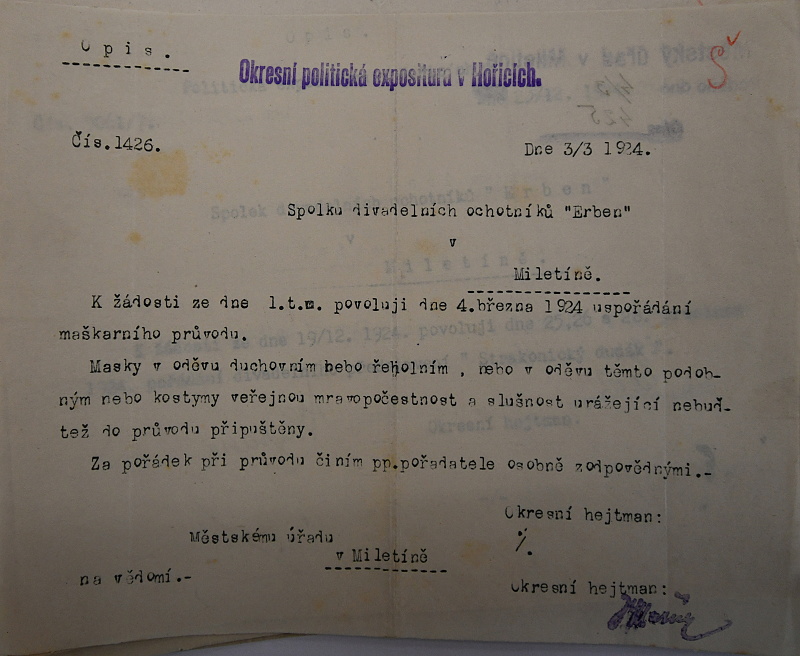 Opis.
Okresní politická expositura v Hořicích.
Š
Čís.1426.
Dne 3/3 1924.
Spolku divadelních ochotníků "Erben"
v
Miletíně.
K žádosti ze dne 1.t.m. povoluji dne 4.března 1924 uspořádání
maškarního průvodu.
Masky v oděvu duchovním bebo řeholním , nebo v oděvu těmto podob-
ným nebo kostymy veřejnou mravopočestnost a slušnost urážející nebuď-
tež do průvodu připuštěny.
Za pořádek při průvodu činím pp.pořadatele osobně zodpovědnými.-
Okresní hejtman:
Městskému úřadu
v Miletíně
na vědomí.-
Okresní hejtman: